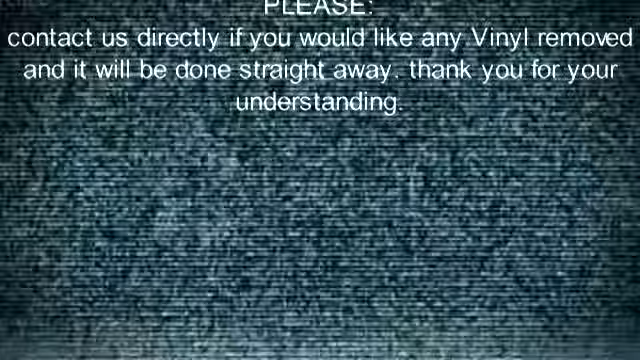 PLEASE:
contact us directly if you would like any Vinyl removed
and it will be done straight away. thank you for your
understanding.